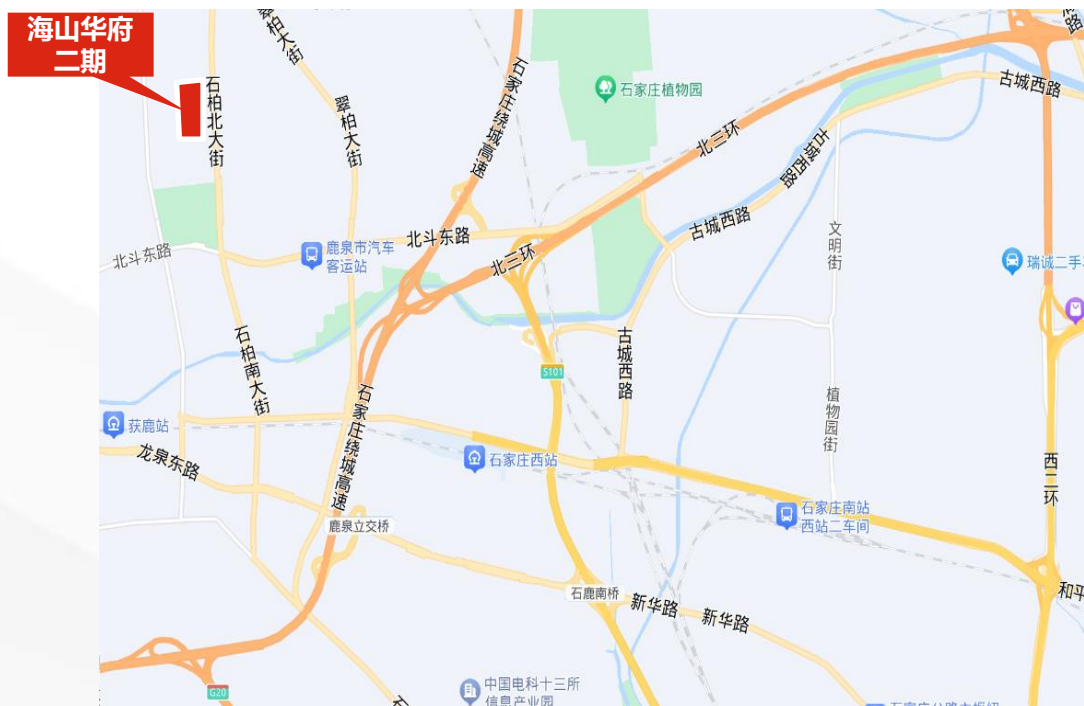 海山华府
二期
石柏北大街
翠柏大街
翠柏大街
石家庄绕城高速
石家庄植物园
北三环
古城西路
古城西路
古城西路
文明街
北斗东路
北斗东路
鹿泉市汽车
客运站
北三环
瑞诚二手
石柏南大街
S101
古城西路
植物园街
获鹿站
龙泉东路
石家庄绕城高速
石家庄西站
西二环
石家庄南站
西站二车间
鹿泉立交桥
石鹿南桥
新华路
新华路
和平
G20
中国电科十三所
信息产业园